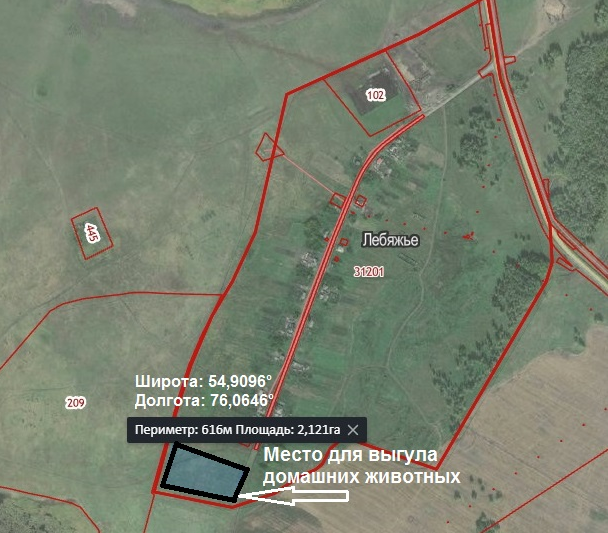 102
445
Лебяжье
31201
Широта: 54,9096°
Долгота: 76,0646°
209
Периметр: 616м Площадь: 2,121га
Место для выгула
домашних животных